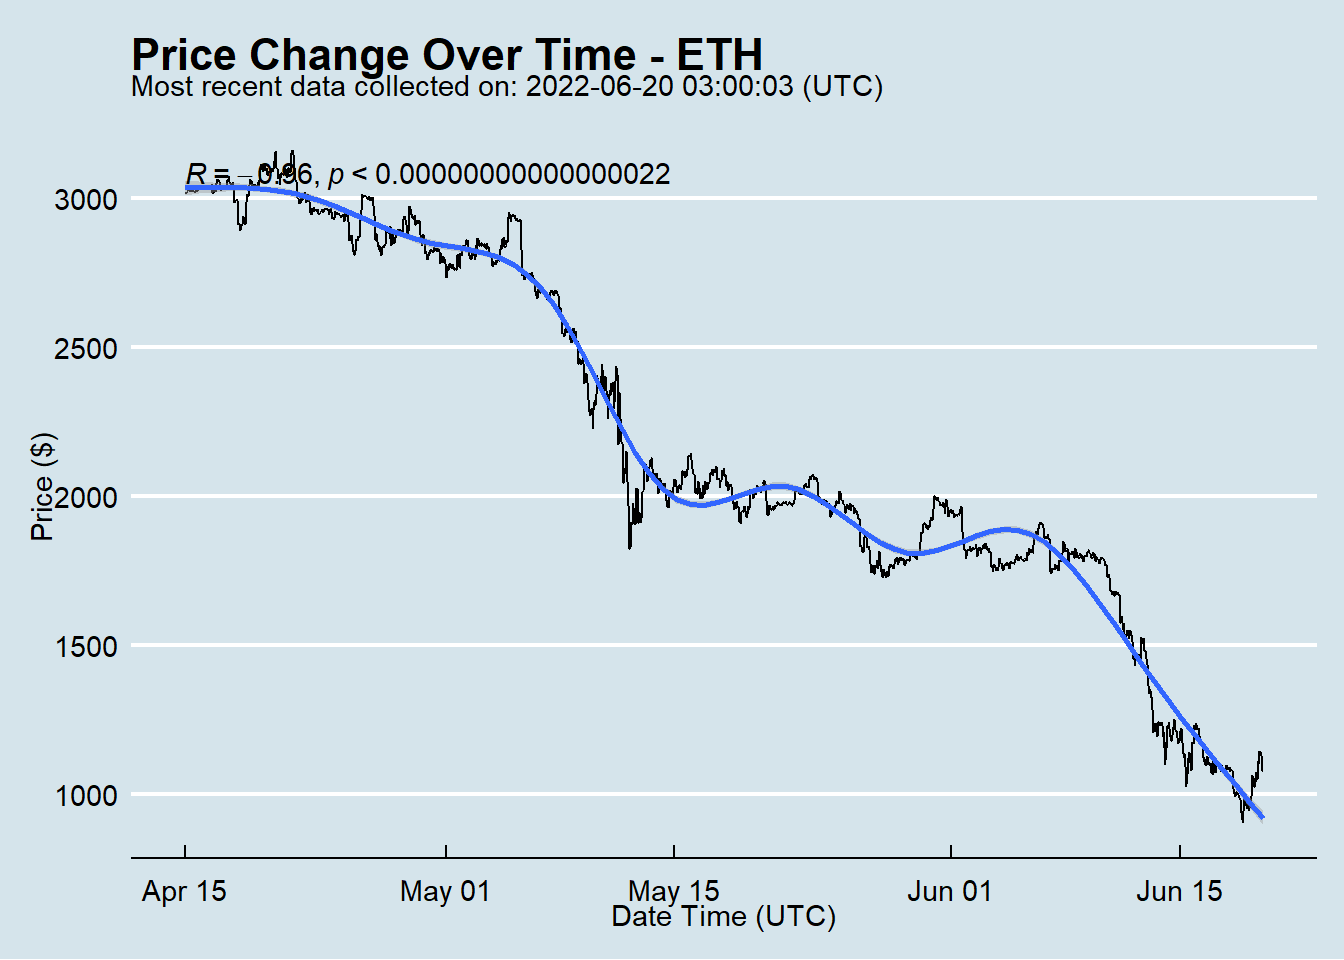 Price Change Over Time - ETH
Most recent data collected on: 2022-06-20 03:00:03 (UTC)
R = −0.96, p < 0.00000000000000022
3000
2500
2000
1500
1000
Price ($)
Apr 15 May 01 May 15 Jun 01 Jun 15
Date Time (UTC)